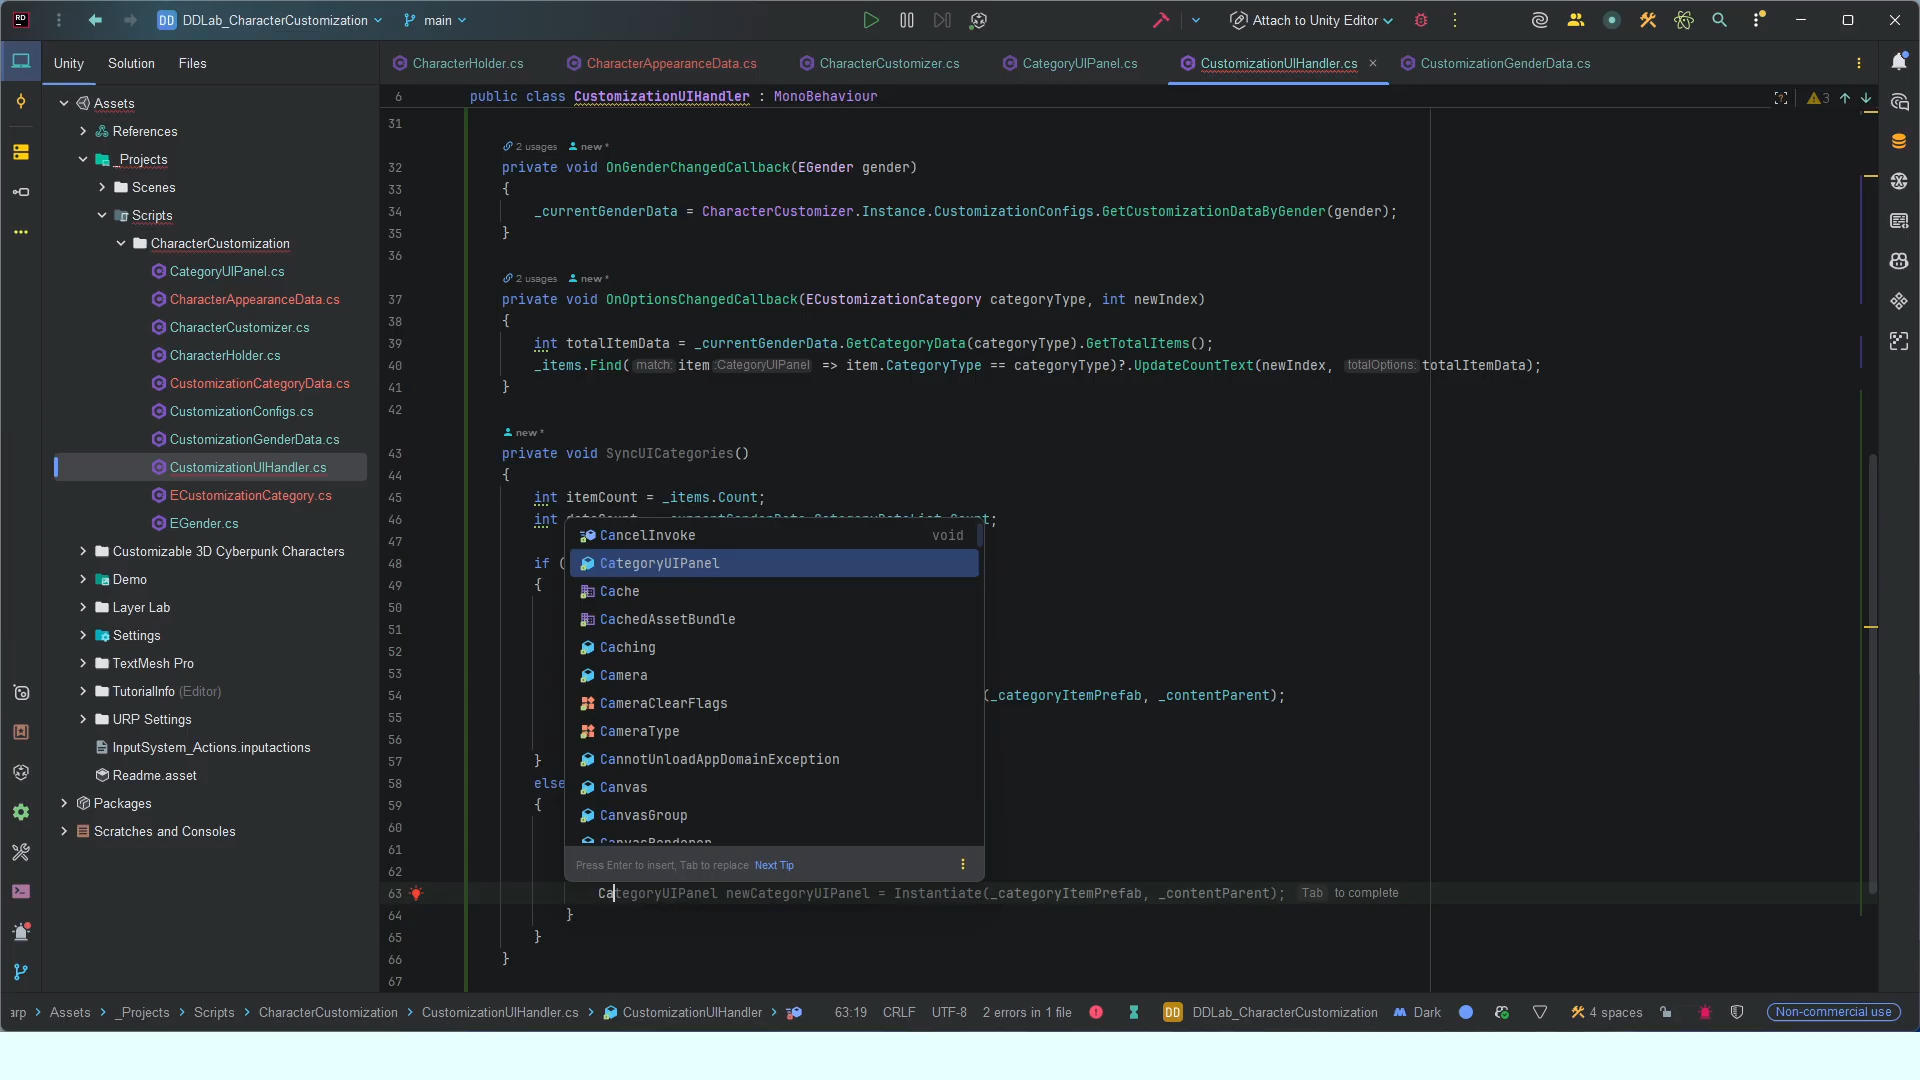 RD
DD DDLab_CharacterCustomization main Attach to Unity Editor
Unity Solution Files
CharacterHolder.cs CharacterAppearanceData.cs CharacterCustomizer.cs CategoryUIPanel.cs CustomizationUIHandler.cs CustomizationGenderData.cs
Assets
References
_Projects
Scenes
Scripts
CharacterCustomization
CategoryUIPanel.cs
CharacterAppearanceData.cs
CharacterCustomizer.cs
CharacterHolder.cs
CustomizationCategoryData.cs
CustomizationConfigs.cs
CustomizationGenderData.cs
CustomizationUIHandler.cs
ECustomizationCategory.cs
EGender.cs
Customizable 3D Cyberpunk Characters
Demo
Layer Lab
Settings
TextMesh Pro
TutorialInfo (Editor)
URP Settings
InputSystem_Actions.inputactions
Readme.asset
Packages
Scratches and Consoles
6 public class CustomizationUIHandler : MonoBehaviour 3
31
2 usages new *
32 private void OnGenderChangedCallback(EGender gender)
33 {
34 _currentGenderData = CharacterCustomizer.Instance.CustomizationConfigs.GetCustomizationDataByGender(gender);
35 }
36
2 usages new *
37 private void OnOptionsChangedCallback(ECustomizationCategory categoryType, int newIndex)
38 {
39 int totalItemData = _currentGenderData.GetCategoryData(categoryType).GetTotalItems();
40 _items.Find( match: item :CategoryUIPanel => item.CategoryType == categoryType)?.UpdateCountText(newIndex, totalOptions: totalItemData);
41 }
42
new *
43 private void SyncUICategories()
44 {
45 int itemCount = _items.Count;
46 int
47
48 if (
49 {
50
51
52
53
54 (_categoryItemPrefab, _contentParent);
55
56
57 }
58 else
59 {
60
61
62
63 CategoryUIPanel newCategoryUIPanel = Instantiate(_categoryItemPrefab, _contentParent); Tab to complete
64 }
65 }
66 }
67
CancelInvoke void
CategoryUIPanel
Cache
CachedAssetBundle
Caching
Camera
CameraClearFlags
CameraType
CannotUnloadAppDomainException
Canvas
CanvasGroup
CanvasRenderer
Press Enter to insert, Tab to replace Next Tip
arp Assets _Projects Scripts CharacterCustomization CustomizationUIHandler.cs CustomizationUIHandler 63:19 CRLF UTF-8 2 errors in 1 file DD DDLab_CharacterCustomization Dark 4 spaces Non-commercial use